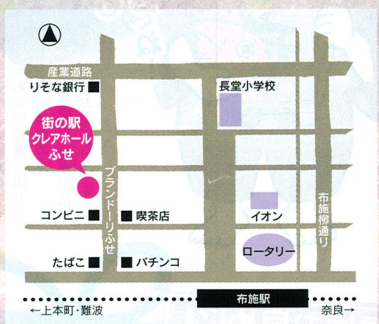 産業道路
りそな銀行
長堂小学校
街の駅
クレアホール
ふせ
ブランドーリふせ
コンビニ
喫茶店
イオン
布施柳通り
ロータリー
たばこ
パチンコ
布施駅
←上本町・難波
奈良→